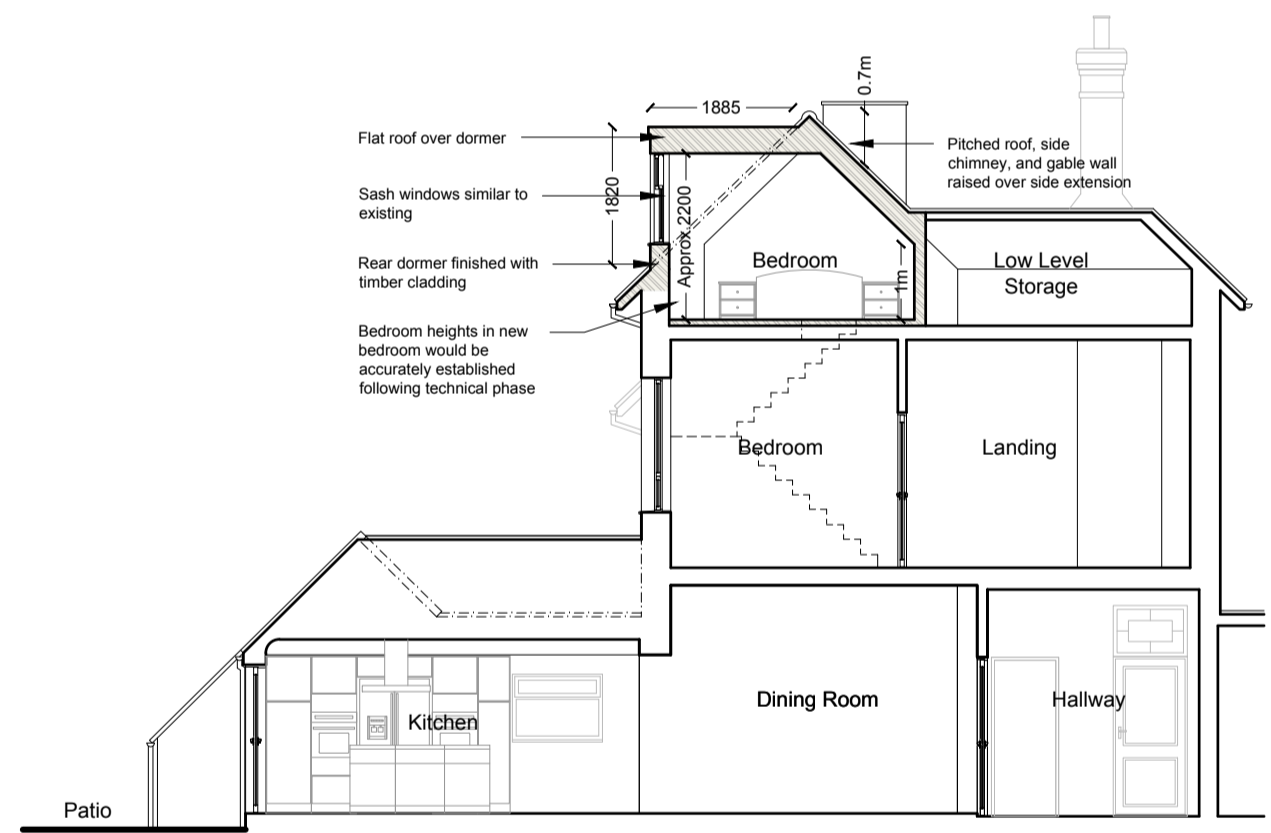 0.7m
1885
Flat roof over dormer
Pitched roof, side
chimney, and gable wall
raised over side extension
Sash windows similar to
existing
1820
Approx.2200
Rear dormer finished with
timber cladding
Bedroom
1m
Low Level
Storage
Bedroom heights in new
bedroom would be
accurately established
following technical phase
Bedroom
Landing
Kitchen
Dining Room
Hallway
Patio